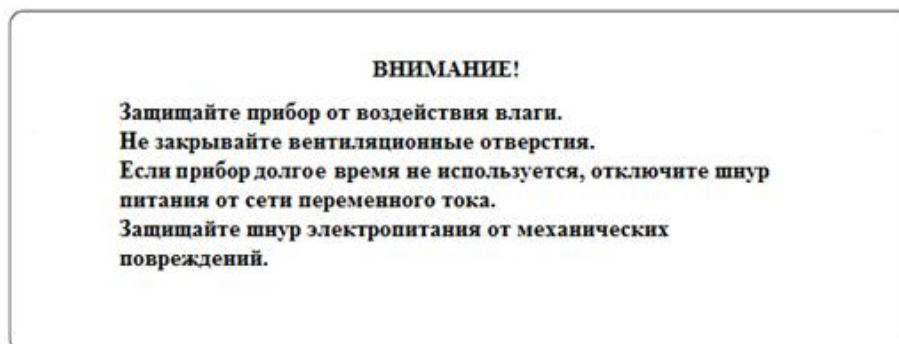 ВНИМАНИЕ!
Защищайте прибор от воздействия влаги.
Не закрывайте вентиляционные отверстия.
Если прибор долгое время не используется, отключите шнур
питания от сети переменного тока.
Защищайте шнур электропитания от механических
повреждений.